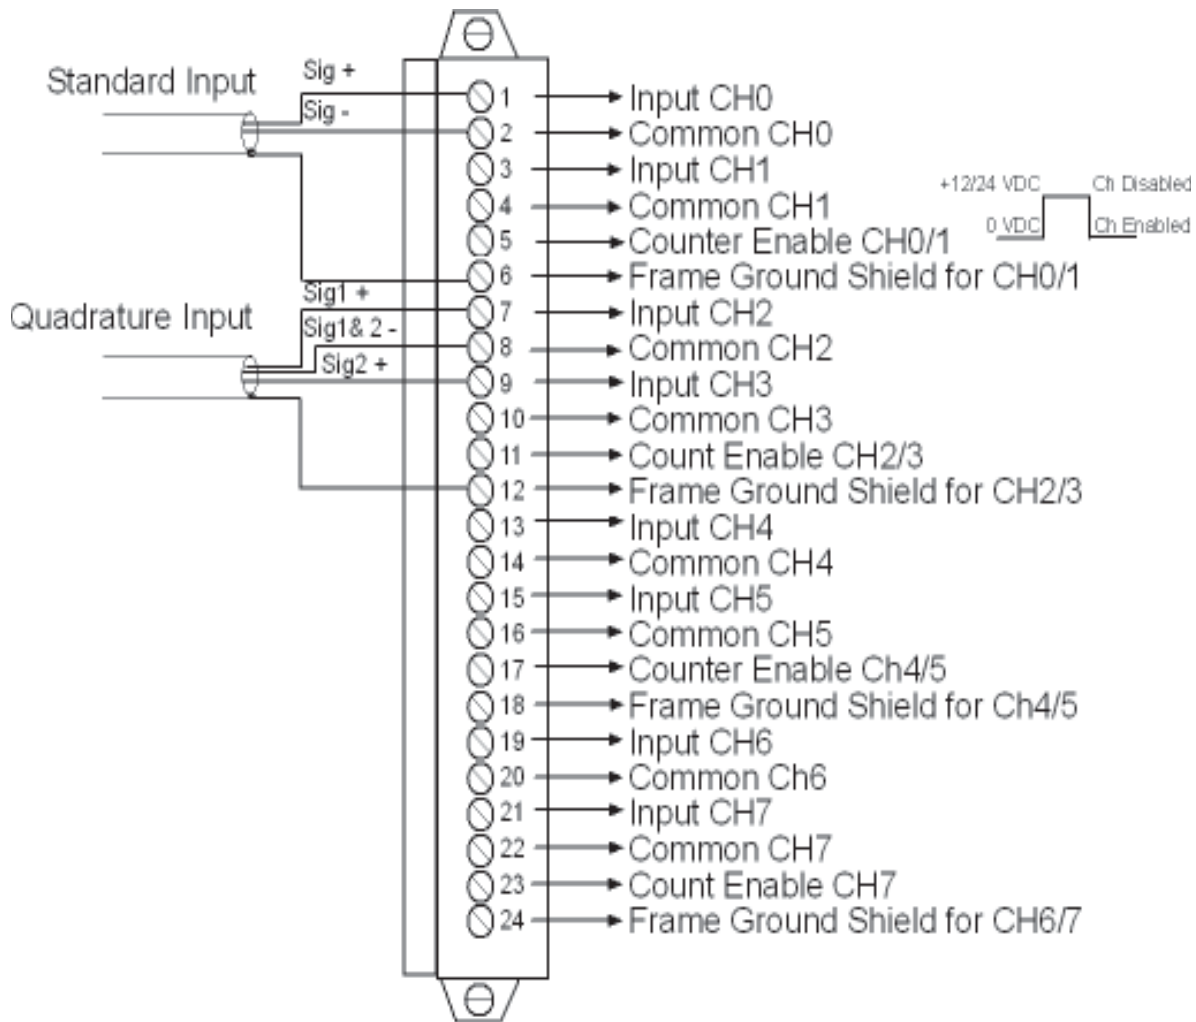 Standard Input
Sig +
Sig -
1 Input CH0
2 Common CH0
3 Input CH1
4 Common CH1
5 Counter Enable CH0/1
6 Frame Ground Shield for CH0/1
+12/24 VDC Ch Disabled
0 VDC Ch Enabled
Quadrature Input
Sig1 +
Sig1& 2 -
Sig2 +
7 Input CH2
8 Common CH2
9 Input CH3
10 Common CH3
11 Count Enable CH2/3
12 Frame Ground Shield for CH2/3
13 Input CH4
14 Common CH4
15 Input CH5
16 Common CH5
17 Counter Enable Ch4/5
18 Frame Ground Shield for Ch4/5
19 Input CH6
20 Common Ch6
21 Input CH7
22 Common CH7
23 Count Enable CH7
24 Frame Ground Shield for CH6/7